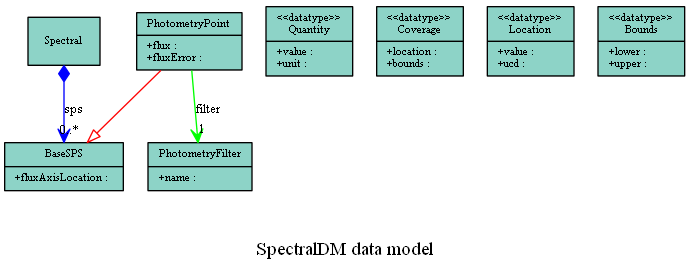 Spectral
PhotometryPoint
+flux :
+fluxError :
<<datatype>>
Quantity
+value :
+unit :
<<datatype>>
Coverage
+location :
+bounds :
<<datatype>>
Location
+value :
+ucd :
<<datatype>>
Bounds
+lower :
+upper :
sps
0..*
filter
1
BaseSPS
+fluxAxisLocation :
PhotometryFilter
+name :
SpectralDM data model